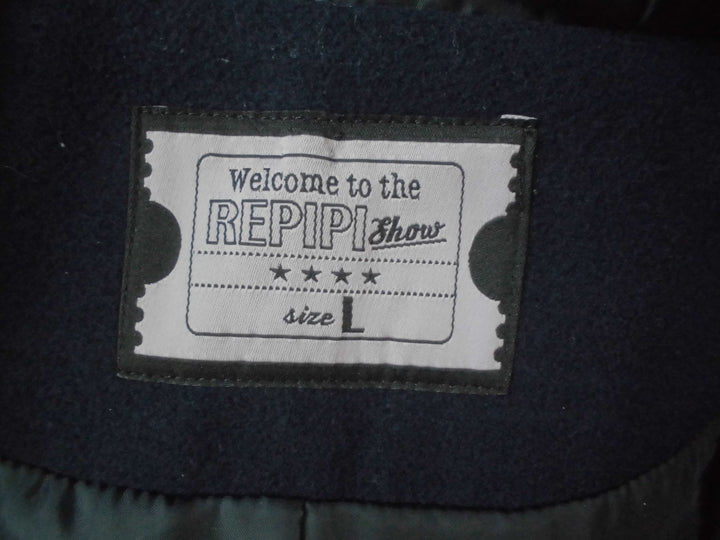 Welcome to the
REPIPI Show
★★★★
size L